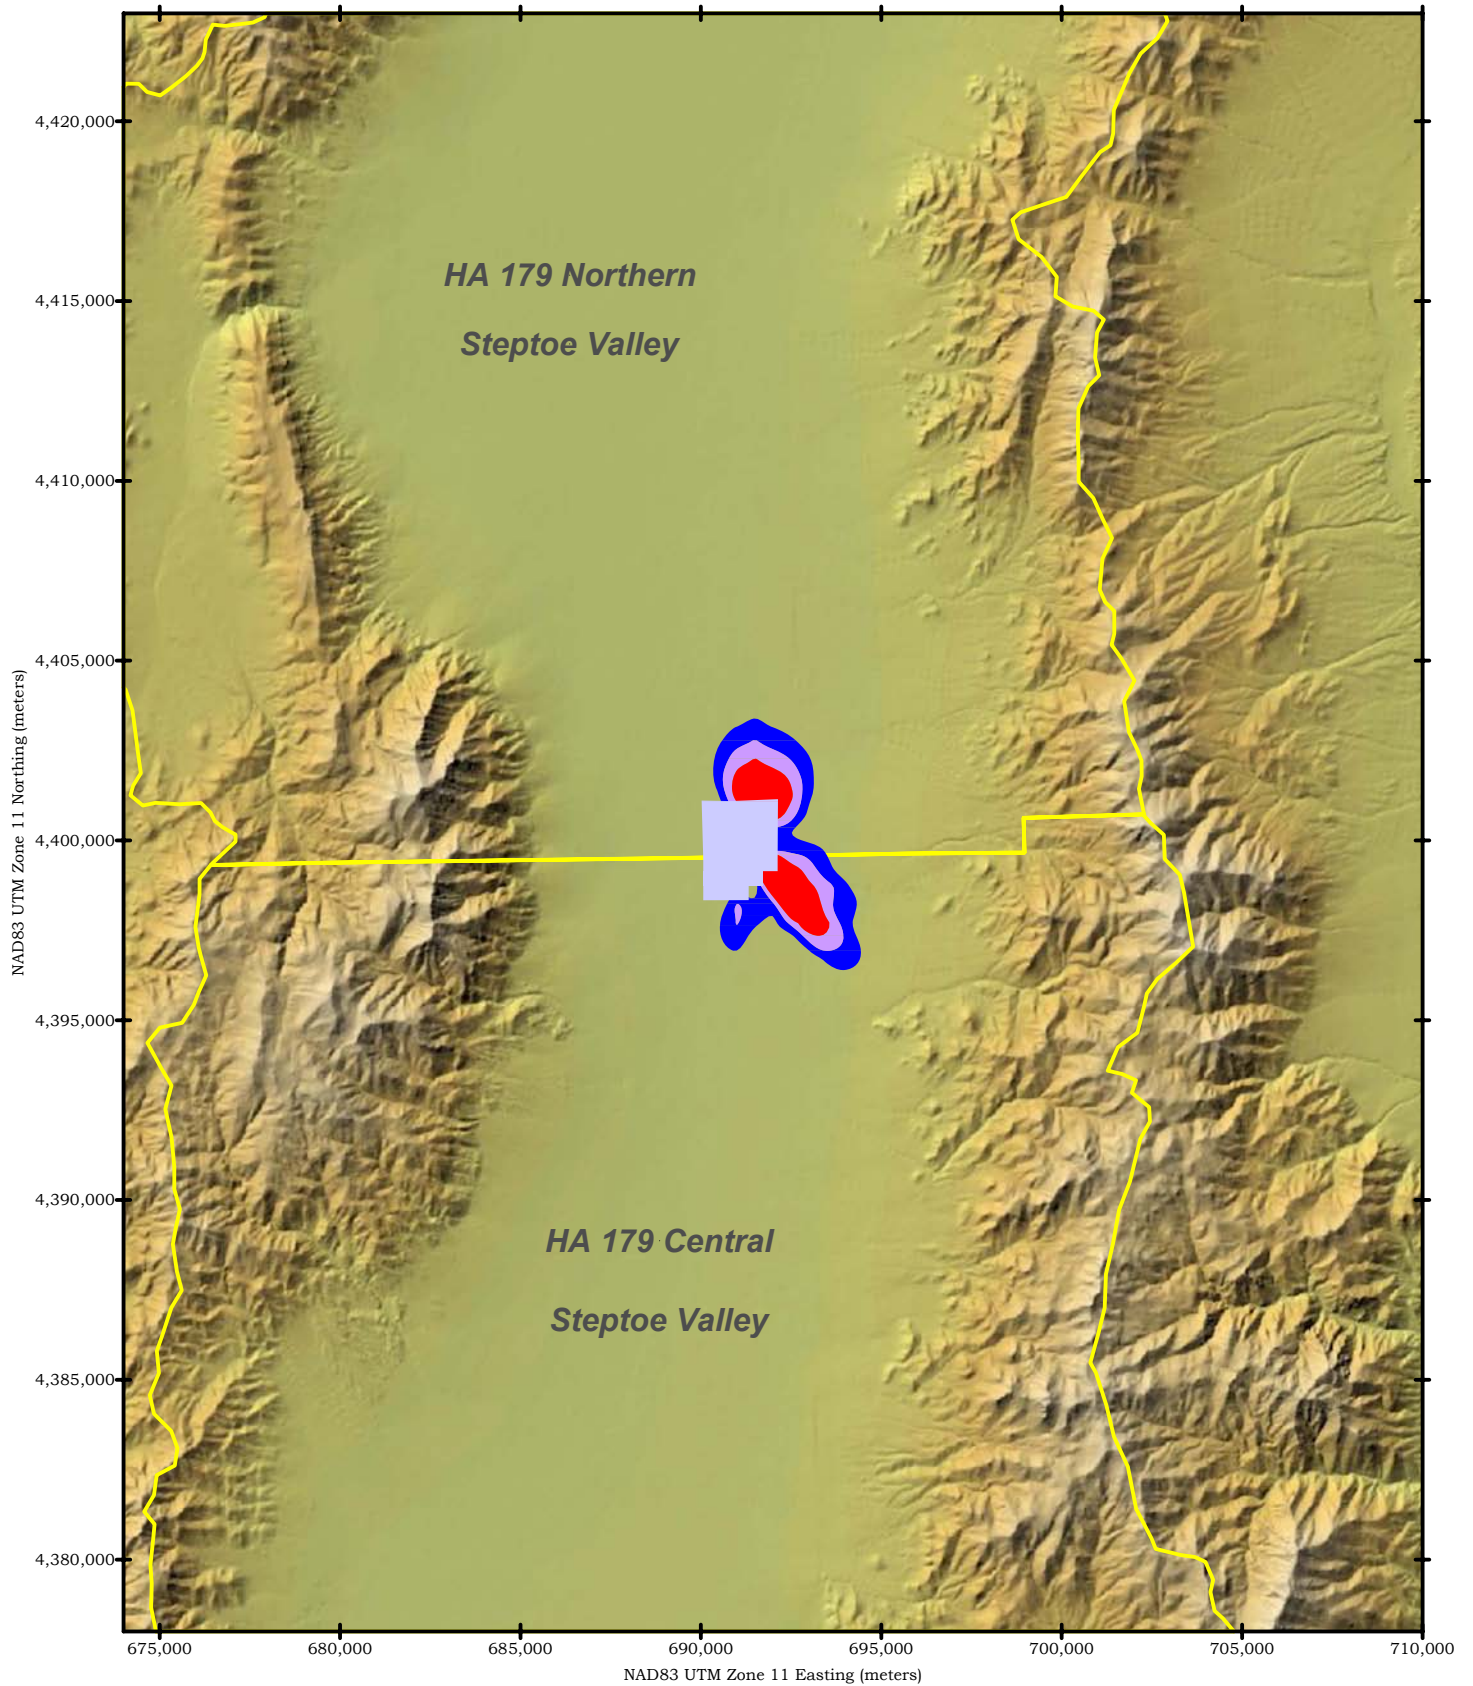 4,420,000
HA 179 Northern
4,415,000
Steptoe Valley
4,410,000
4,405,000
NAD83 UTM Zone 11 Northing (meters)
4,400,000
4,395,000
4,390,000
HA 179 Central
Steptoe Valley
4,385,000
4,380,000
675,000 680,000 685,000 690,000 695,000 700,000 705,000 710,000
NAD83 UTM Zone 11 Easting (meters)